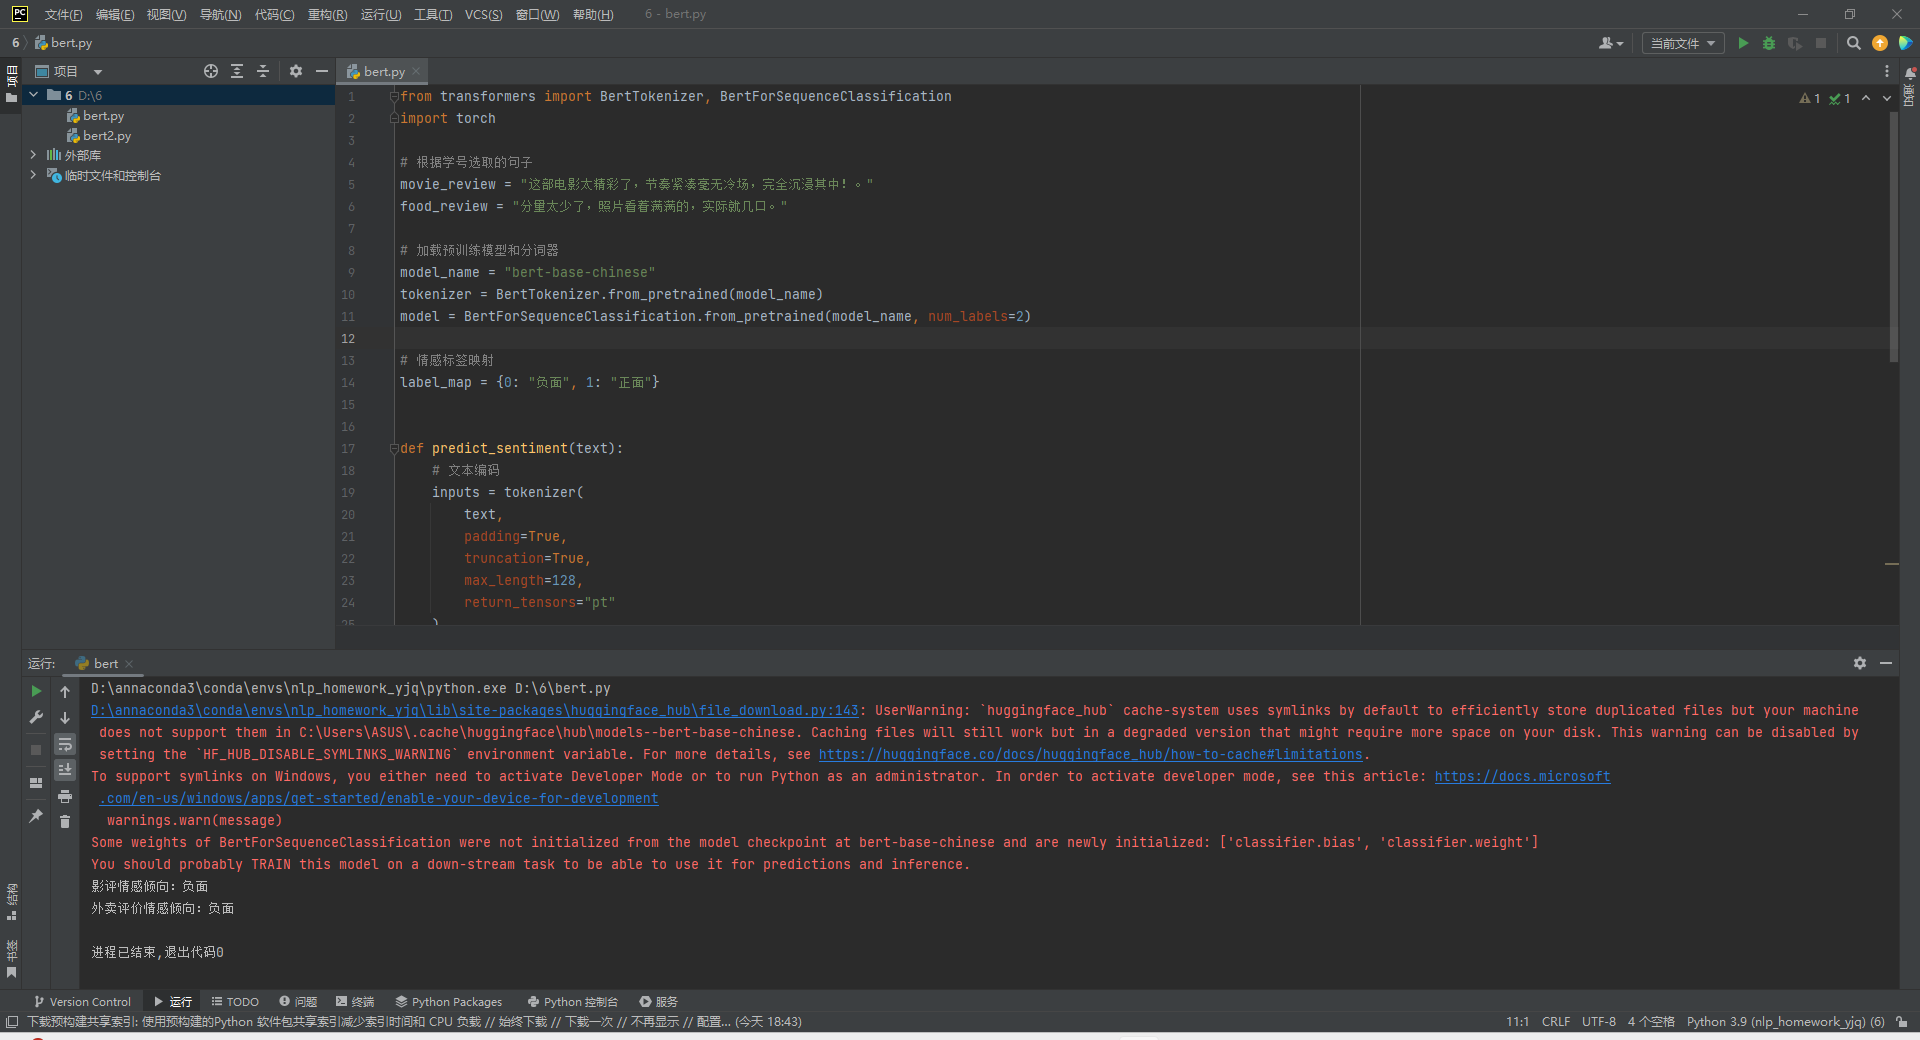 PC 文件(F) 编辑(E) 视图(V) 导航(N) 代码(C) 重构(R) 运行(U) 工具(T) VCS(S) 窗口(W) 帮助(H) 6 - bert.py
6 bert.py 当前文件
项目 bert.py
项目
通知
6 D:\6
bert.py
bert2.py
外部库
临时文件和控制台
1 1
1 from transformers import BertTokenizer, BertForSequenceClassification
2 import torch
3
4 # 根据学号选取的句子
5 movie_review = "这部电影太精彩了，节奏紧凑毫无冷场，完全沉浸其中！。"
6 food_review = "分量太少了，照片看着满满的，实际就几口。"
7
8 # 加载预训练模型和分词器
9 model_name = "bert-base-chinese"
10 tokenizer = BertTokenizer.from_pretrained(model_name)
11 model = BertForSequenceClassification.from_pretrained(model_name, num_labels=2)
12
13 # 情感标签映射
14 label_map = {0: "负面", 1: "正面"}
15
16
17 def predict_sentiment(text):
18 # 文本编码
19 inputs = tokenizer(
20 text,
21 padding=True,
22 truncation=True,
23 max_length=128,
24 return_tensors="pt"
25 )
运行: bert
D:\annaconda3\conda\envs\nlp_homework_yjq\python.exe D:\6\bert.py
D:\annaconda3\conda\envs\nlp_homework_yjq\lib\site-packages\huggingface_hub\file_download.py:143: UserWarning: `huggingface_hub` cache-system uses symlinks by default to efficiently store duplicated files but your machine
does not support them in C:\Users\ASUS\.cache\huggingface\hub\models--bert-base-chinese. Caching files will still work but in a degraded version that might require more space on your disk. This warning can be disabled by
setting the `HF_HUB_DISABLE_SYMLINKS_WARNING` environment variable. For more details, see https://huggingface.co/docs/huggingface_hub/how-to-cache#limitations.
To support symlinks on Windows, you either need to activate Developer Mode or to run Python as an administrator. In order to activate developer mode, see this article: https://docs.microsoft
.com/en-us/windows/apps/get-started/enable-your-device-for-development
warnings.warn(message)
Some weights of BertForSequenceClassification were not initialized from the model checkpoint at bert-base-chinese and are newly initialized: ['classifier.bias', 'classifier.weight']
You should probably TRAIN this model on a down-stream task to be able to use it for predictions and inference.
影评情感倾向：负面
外卖评价情感倾向：负面
进程已结束,退出代码0
结构
书签
Version Control 运行 TODO 问题 终端 Python Packages Python 控制台 服务
下载预构建共享索引: 使用预构建的Python 软件包共享索引减少索引时间和 CPU 负载 // 始终下载 // 下载一次 // 不再显示 // 配置... (今天 18:43) 11:1 CRLF UTF-8 4 个空格 Python 3.9 (nlp_homework_yjq) (6)